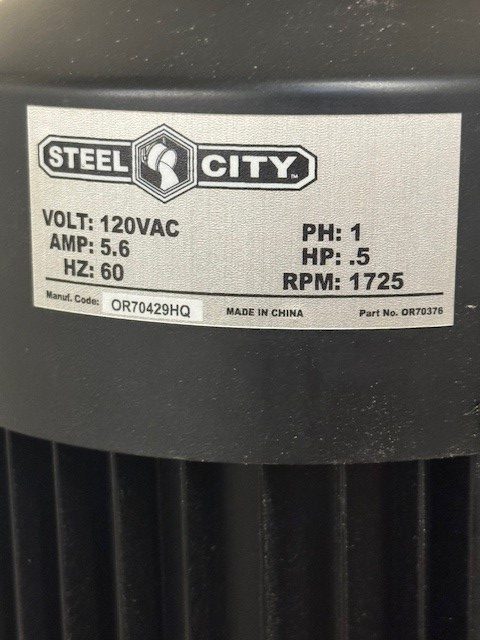 STEEL CITY™
VOLT: 120VAC
AMP: 5.6
HZ: 60
PH: 1
HP: .5
RPM: 1725
Manuf. Code: OR70429HQ
MADE IN CHINA
Part No. OR70376